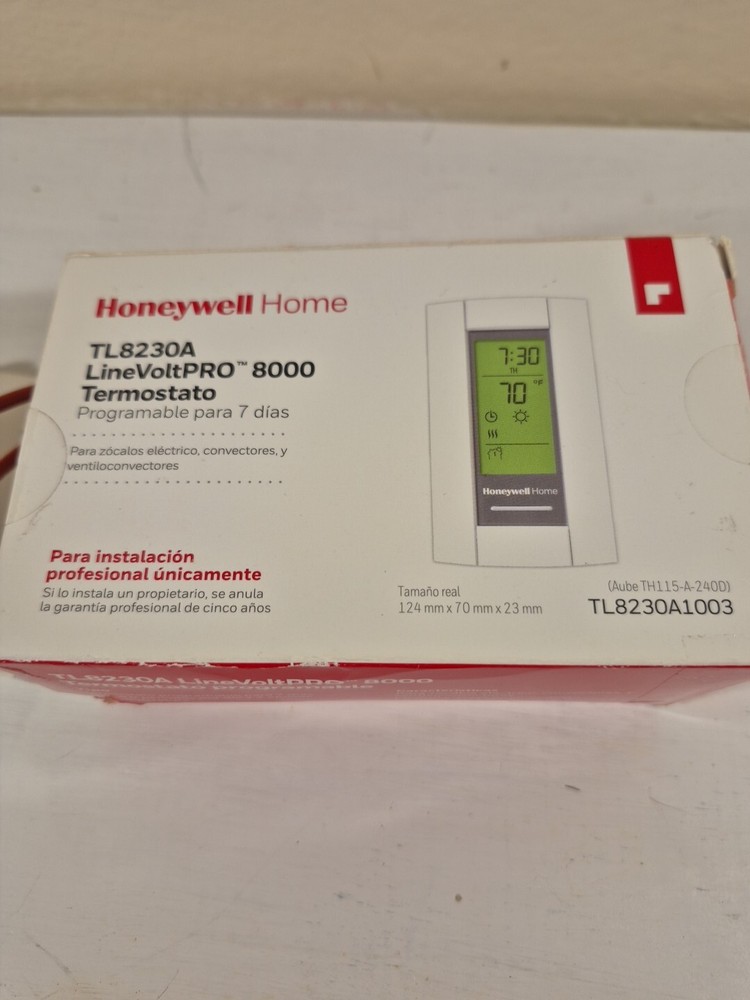 Honeywell Home
TL8230A
LineVoltPRO™ 8000
Termostato
Programable para 7 días
Para zócalos eléctrico, convectores, y
ventiloconvectores
Para instalación
profesional únicamente
Si lo instala un propietario, se anula
la garantía profesional de cinco años
7:30
TH
70°F
Honeywell Home
Tamaño real
124 mm x 70 mm x 23 mm
(Aube TH115-A-240D)
TL8230A1003
TL8230A LineVoltPRO™ 8000
Termostato programable